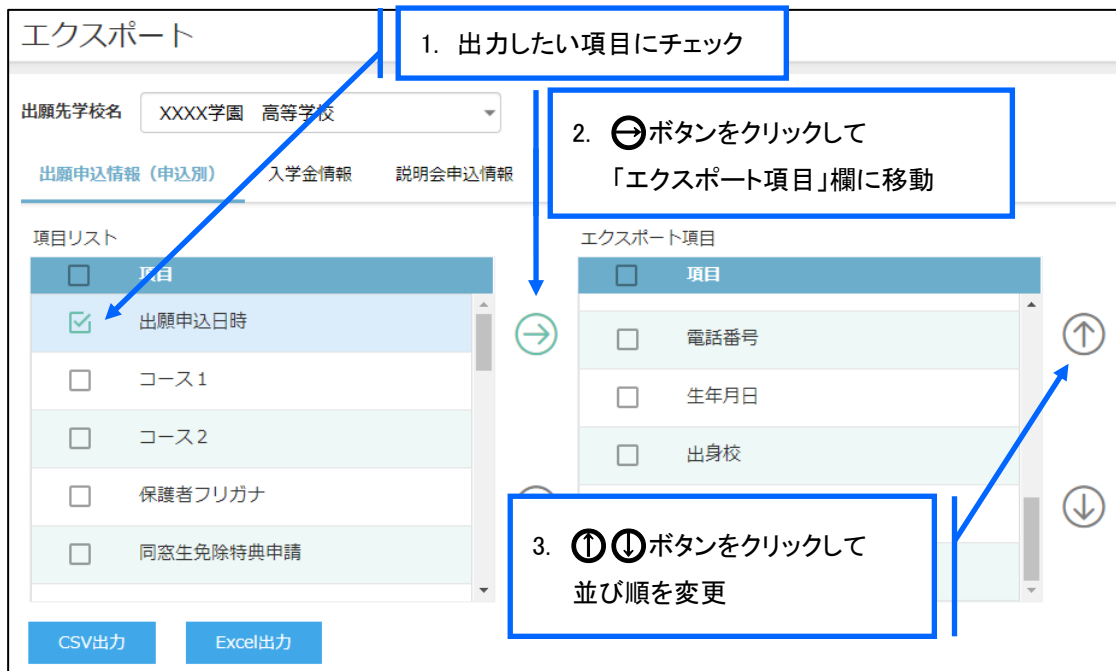 エクスポート
1. 出力したい項目にチェック
出願先学校名 XXXX学園 高等学校
2. →ボタンをクリックして
「エクスポート項目」欄に移動
出願申込情報（申込別） 入学金情報 説明会申込情報
項目リスト
項目
出願申込日時
コース1
コース2
保護者フリガナ
同窓生免除特典申請
エクスポート項目
項目
電話番号
生年月日
出身校
3. ↑↓ボタンをクリックして
並び順を変更
CSV出力 Excel出力